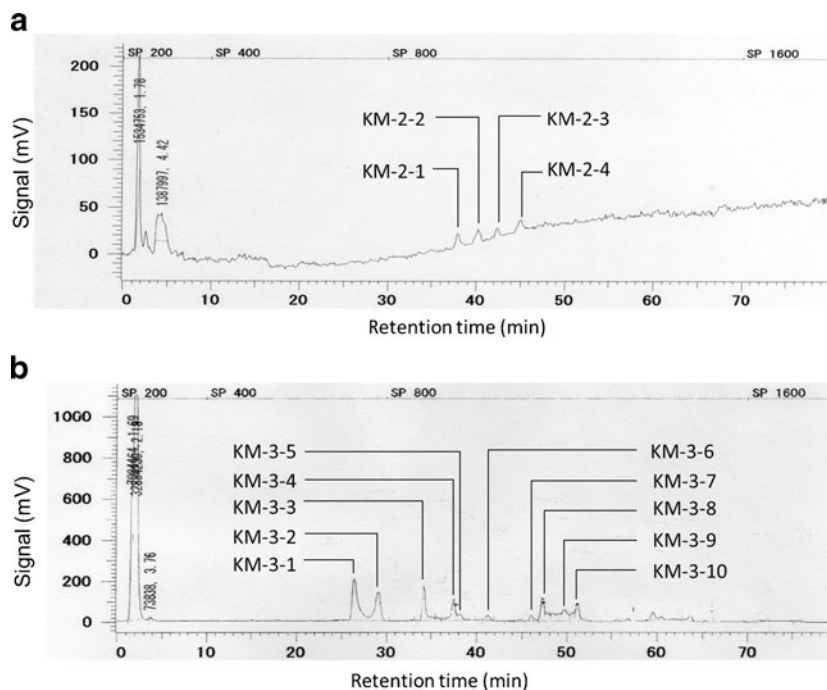 a
SP 200 SP 400 SP 800 SP 1600
200
150
100
50
0
Signal (mV)
1534753, 1.78
1387997, 4.42
KM-2-2 KM-2-3
KM-2-1 KM-2-4
0 10 20 30 40 50 60 70
Retention time (min)
b
SP 200 SP 400 SP 800 SP 1600
1000
800
600
400
200
0
Signal (mV)
73838, 3.76
KM-3-5 KM-3-6
KM-3-4 KM-3-7
KM-3-3 KM-3-8
KM-3-2 KM-3-9
KM-3-1 KM-3-10
0 10 20 30 40 50 60 70
Retention time (min)